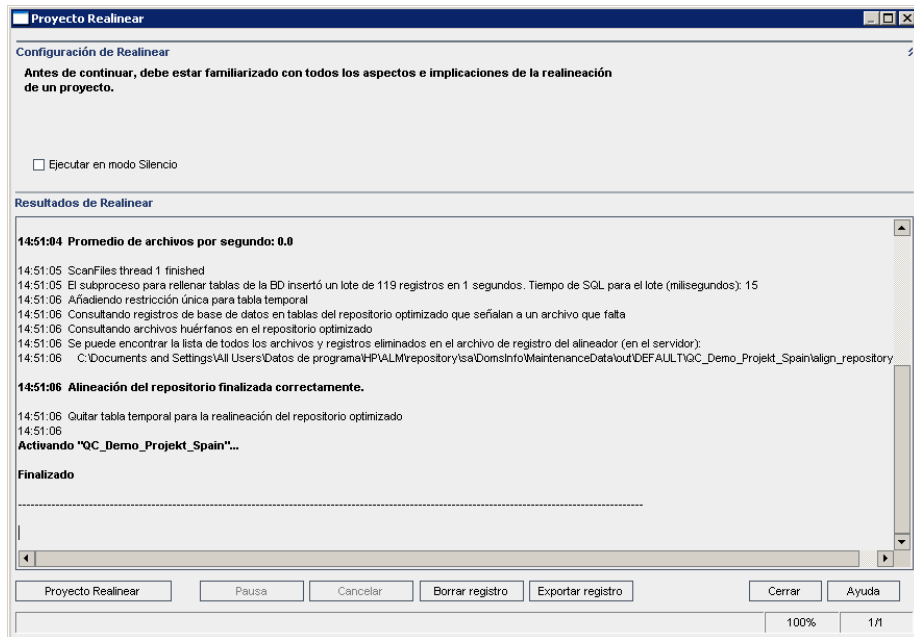 Proyecto Realinear
Configuración de Realinear
Antes de continuar, debe estar familiarizado con todos los aspectos e implicaciones de la realineación
de un proyecto.
Ejecutar en modo Silencio
Resultados de Realinear
14:51:04 Promedio de archivos por segundo: 0.0
14:51:05 ScanFiles thread 1 finished
14:51:05 El subproceso para rellenar tablas de la BD insertó un lote de 119 registros en 1 segundos. Tiempo de SQL para el lote (milisegundos): 15
14:51:06 Añadiendo restricción única para tabla temporal
14:51:06 Consultando registros de base de datos en tablas del repositorio optimizado que señalan a un archivo que falta
14:51:06 Consultando archivos huérfanos en el repositorio optimizado
14:51:06 Se puede encontrar la lista de todos los archivos y registros eliminados en el archivo de registro del alineador (en el servidor):
14:51:06 C:\Documents and Settings\All Users\Datos de programa\HP\ALM\repository\sa\DomsInfo\MaintenanceData\out\DEFAULT\QC_Demo_Projekt_Spain\align_repository
14:51:06 Alineación del repositorio finalizada correctamente.
14:51:06 Quitar tabla temporal para la realineación del repositorio optimizado
14:51:06
Activando "QC_Demo_Projekt_Spain"...
Finalizado
------------------------------------------------------------------------------------------------------------------------------------------------------
Proyecto Realinear Pausa Cancelar Borrar registro Exportar registro Cerrar Ayuda
100% 1/1